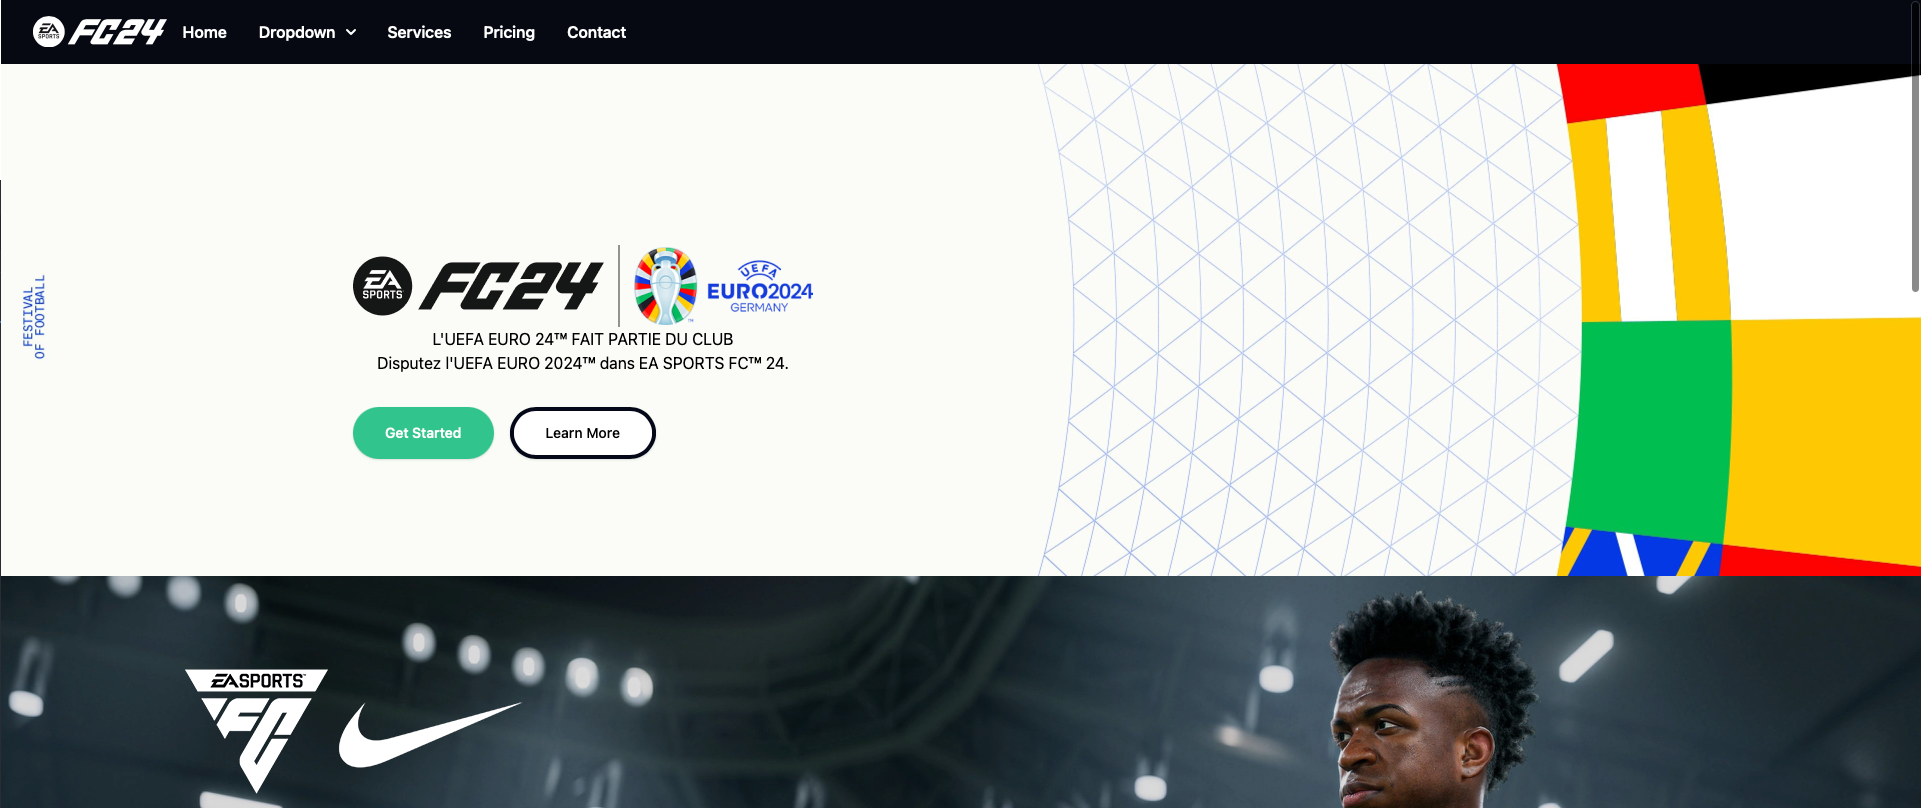 EA SPORTS FC24 Home Dropdown Services Pricing Contact
FESTIVAL
OF FOOTBALL
EA SPORTS FC24
UEFA
EURO2024
GERMANY
™
L'UEFA EURO 24™ FAIT PARTIE DU CLUB
Disputez l'UEFA EURO 2024™ dans EA SPORTS FC™ 24.
Get Started
Learn More
EA SPORTS
FC